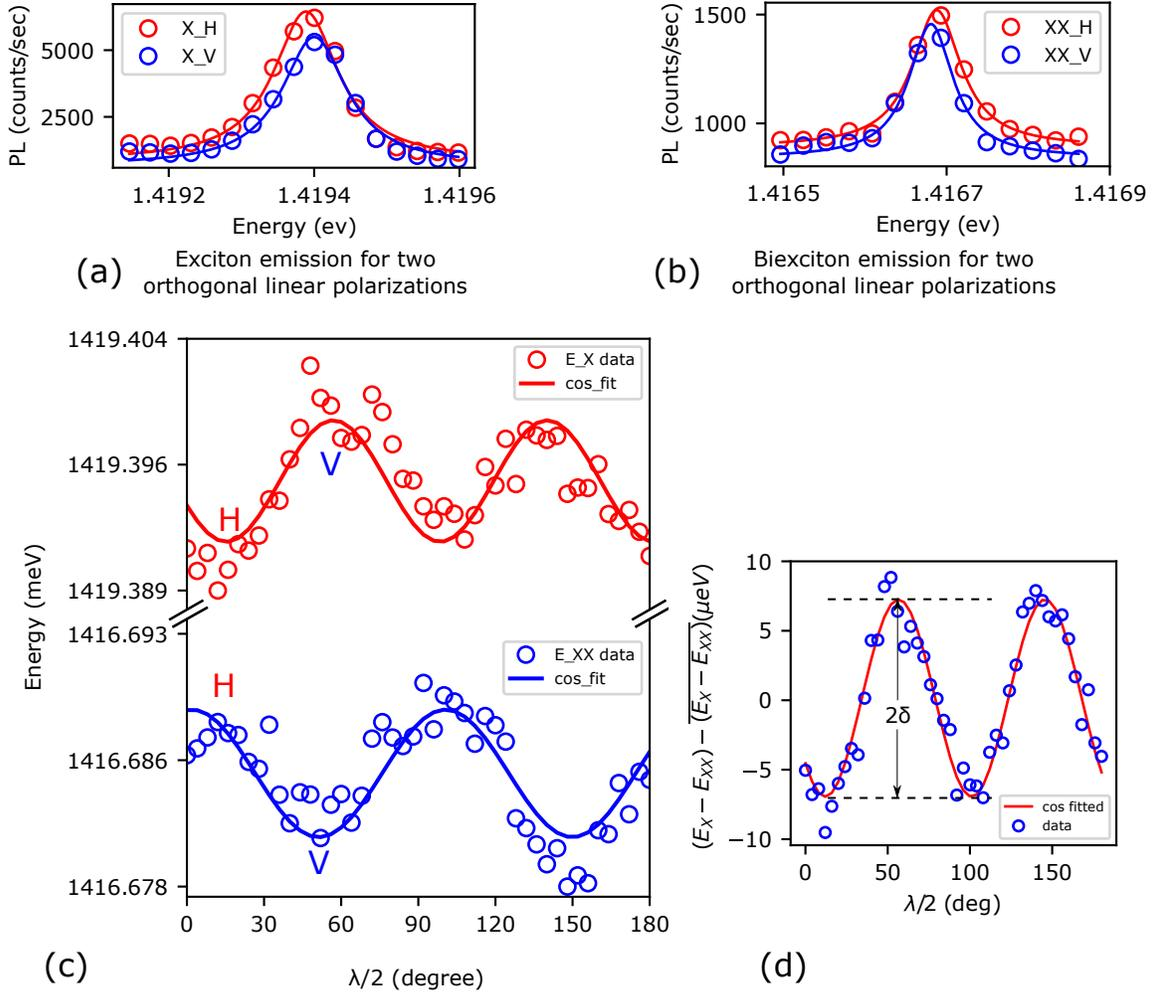 PL (counts/sec)
5000
2500
X_H
X_V
1.4192
1.4194
1.4196
Energy (ev)
(a)
Exciton emission for two
orthogonal linear polarizations
PL (counts/sec)
1500
1000
XX_H
XX_V
1.4165
1.4167
1.4169
Energy (ev)
(b)
Biexciton emission for two
orthogonal linear polarizations
Energy (meV)
1419.404
1419.396
1419.389
1416.693
1416.686
1416.678
E_X data
cos_fit
V
H
E_XX data
cos_fit
H
V
0
30
60
90
120
150
180
λ/2 (degree)
(c)
(E_X − E_XX) − (E_X − E_XX)(μeV)
10
5
0
−5
−10
2δ
cos fitted
data
0
50
100
150
λ/2 (deg)
(d)